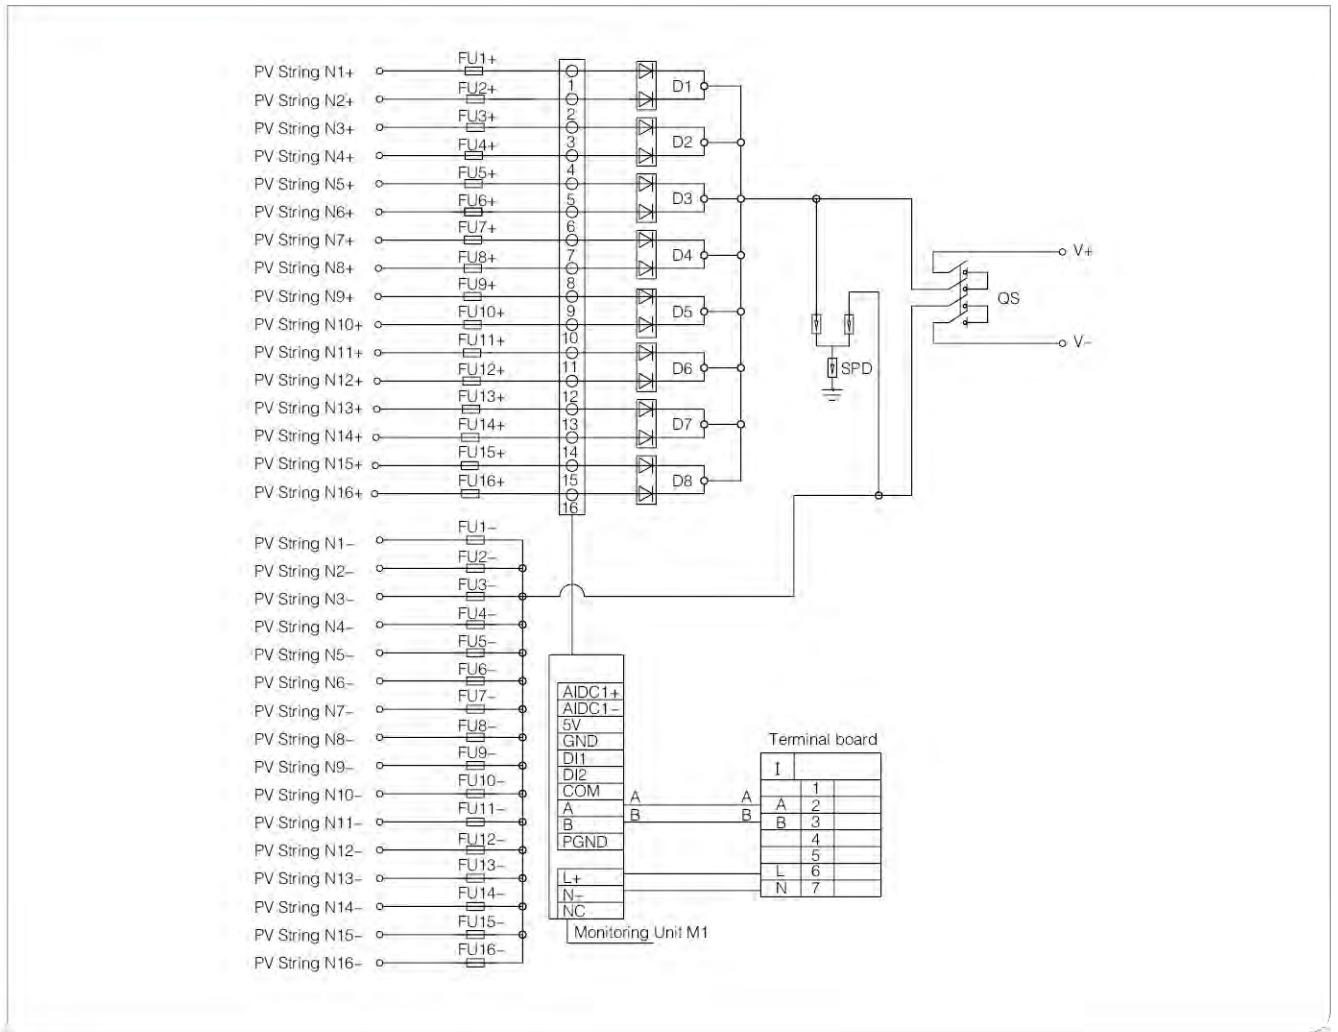 FU1+
PV String N1+
D1
1
FU2+
PV String N2+
2
FU3+
PV String N3+
D2
3
FU4+
PV String N4+
4
FU5+
PV String N5+
D3
5
FU6+
PV String N6+
6
FU7+
PV String N7+
D4
7
FU8+
PV String N8+
8
FU9+
PV String N9+
D5
9
FU10+
PV String N10+
10
FU11+
PV String N11+
D6
11
FU12+
PV String N12+
12
FU13+
PV String N13+
D7
13
FU14+
PV String N14+
14
FU15+
PV String N15+
D8
15
FU16+
PV String N16+
16
V+
QS
V−
SPD
FU1−
PV String N1−
FU2−
PV String N2−
FU3−
PV String N3−
FU4−
PV String N4−
FU5−
PV String N5−
FU6−
PV String N6−
FU7−
PV String N7−
FU8−
PV String N8−
FU9−
PV String N9−
FU10−
PV String N10−
FU11−
PV String N11−
FU12−
PV String N12−
FU13−
PV String N13−
FU14−
PV String N14−
FU15−
PV String N15−
FU16−
PV String N16−
AIDC1+
AIDC1−
5V
GND
DI1
DI2
COM
A
B
PGND
L+
N−
NC
Monitoring Unit M1
A A
B B
Terminal board
I
1
A 2
B 3
4
5
L 6
N 7